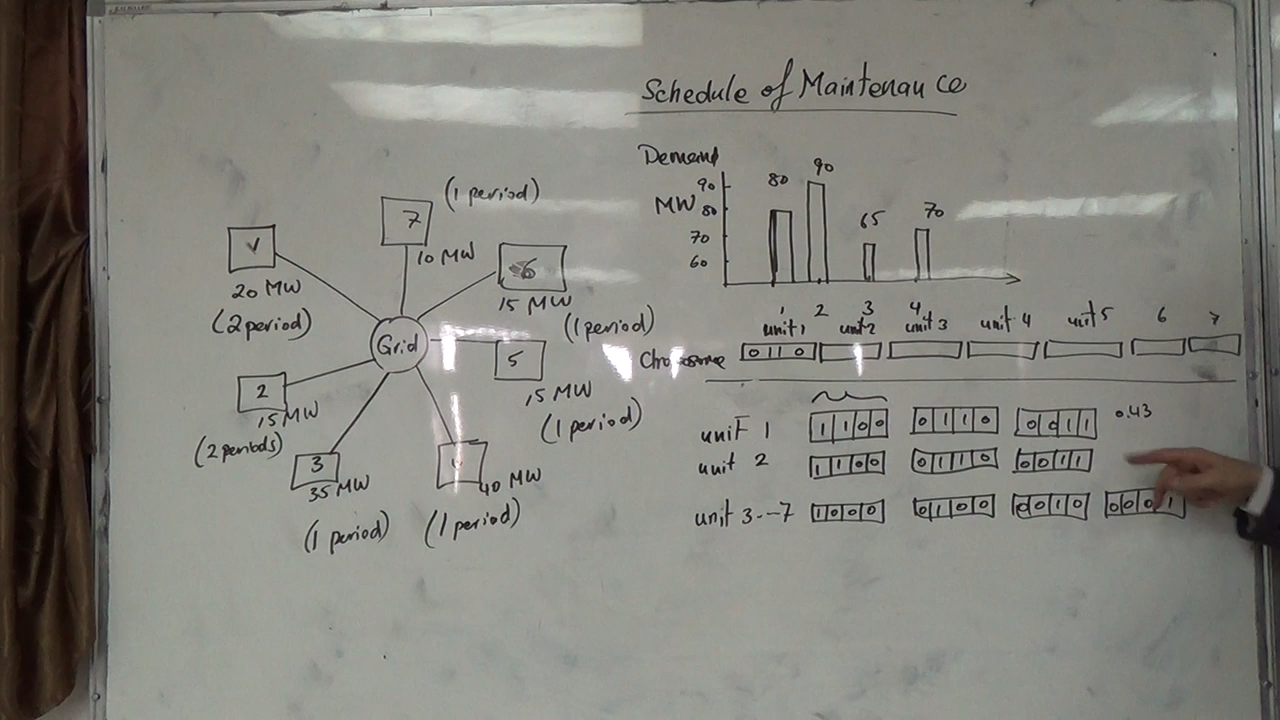 Schedule of Maintenance
Demand
MW
90
80
70
60
80
90
65
70
1 2 3 4
unit 1 unit 2 unit 3 unit 4 unit 5 6 7
0 1 1 0
unit 1 1 1 0 0 0 1 1 0 0 0 1 1 0.43
unit 2 1 1 0 0 0 1 1 0 0 0 1 1
unit 3--7 1 0 0 0 0 1 0 0 0 0 1 0 0 0 0 1
Grid
1
20 MW
(2 period)
7
(1 period)
10 MW
6
15 MW
(1 period)
5
15 MW
(1 period)
2
15 MW
(2 periods)
3
35 MW
(1 period)
40 MW
(1 period)